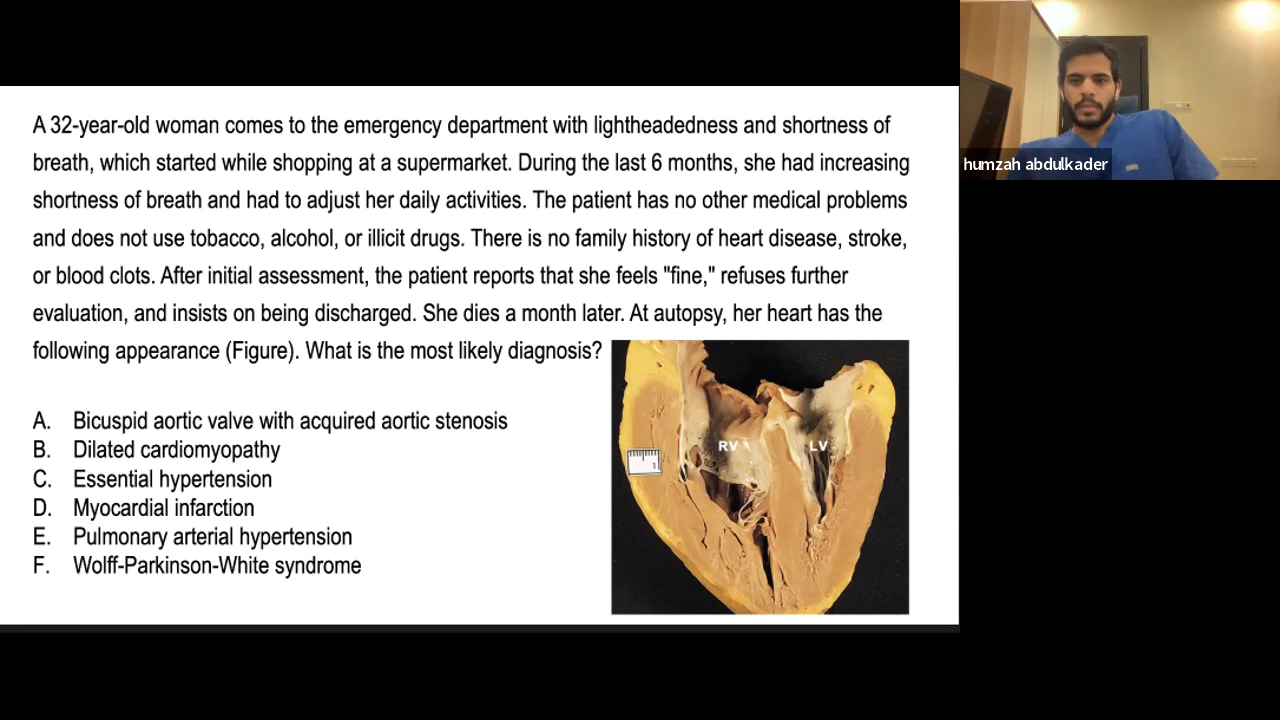 A 32-year-old woman comes to the emergency department with lightheadedness and shortness of
breath, which started while shopping at a supermarket. During the last 6 months, she had increasing
shortness of breath and had to adjust her daily activities. The patient has no other medical problems
and does not use tobacco, alcohol, or illicit drugs. There is no family history of heart disease, stroke,
or blood clots. After initial assessment, the patient reports that she feels "fine," refuses further
evaluation, and insists on being discharged. She dies a month later. At autopsy, her heart has the
following appearance (Figure). What is the most likely diagnosis?
A. Bicuspid aortic valve with acquired aortic stenosis
B. Dilated cardiomyopathy
C. Essential hypertension
D. Myocardial infarction
E. Pulmonary arterial hypertension
F. Wolff-Parkinson-White syndrome
RV LV
humzah abdulkader